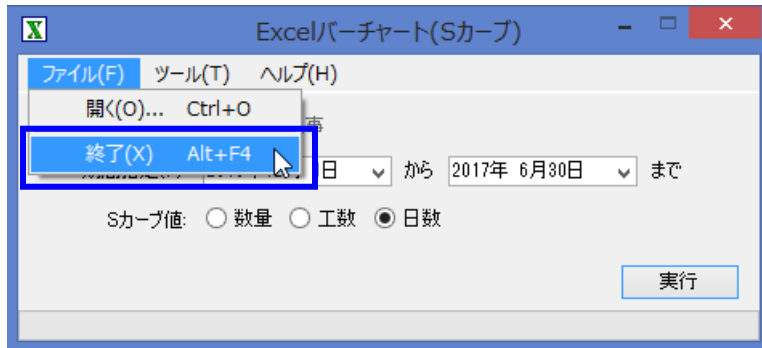 Excelバーチャート(Sカーブ)
ファイル(F) ツール(T) ヘルプ(H)
開く(O)... Ctrl+O
事
終了(X) Alt+F4
日 から 2017年 6月30日 まで
Sカーブ値: 数量 工数 日数
実行